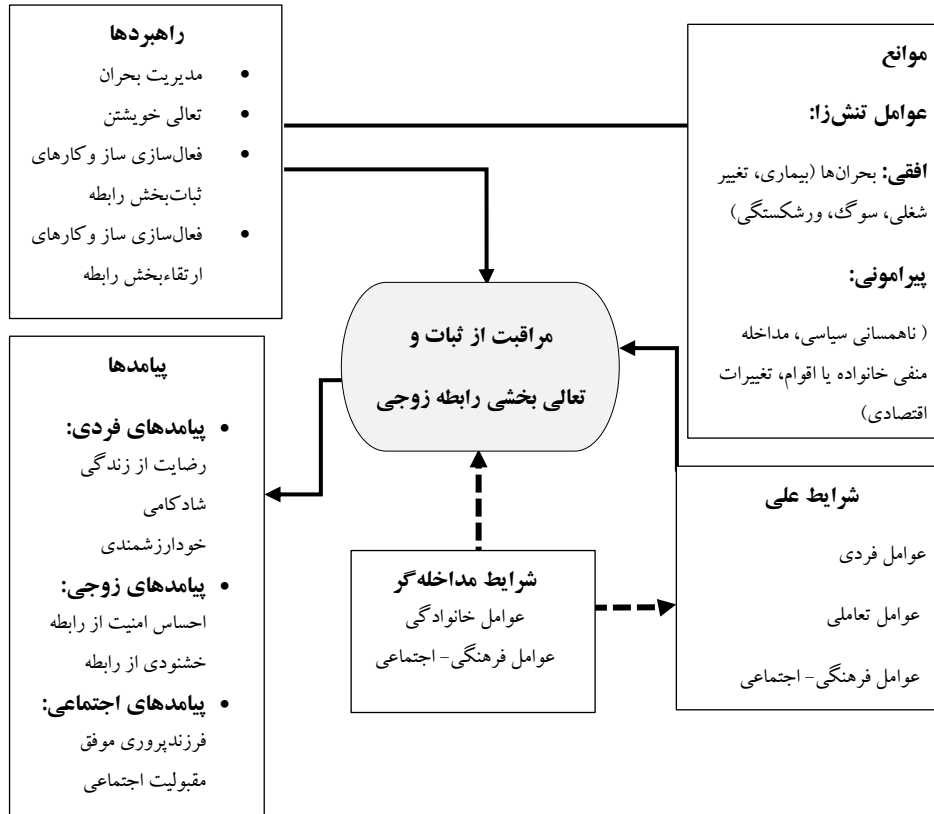 موانع
عوامل تنش‌زا:
افقی: بحران‌ها (بیماری، تغییر
شغلی، سوگ، ورشکستگی)
پیرامونی:
( ناهمسانی سیاسی، مداخله
منفی خانواده یا اقوام، تغییرات
اقتصادی)
راهبردها
• مدیریت بحران
• تعالی خویشتن
• فعال‌سازی ساز وکارهای
ثبات‌بخش رابطه
• فعال‌سازی ساز وکارهای
ارتقاءبخش رابطه
مراقبت از ثبات و
تعالی بخشی رابطه زوجی
شرایط علی
عوامل فردی
عوامل تعاملی
عوامل فرهنگی- اجتماعی
شرایط مداخله‌گر
عوامل خانوادگی
عوامل فرهنگی- اجتماعی
پیامدها
• پیامدهای فردی:
رضایت از زندگی
شادکامی
خودارزشمندی
• پیامدهای زوجی:
احساس امنیت از رابطه
خشنودی از رابطه
• پیامدهای اجتماعی:
فرزندپروری موفق
مقبولیت اجتماعی